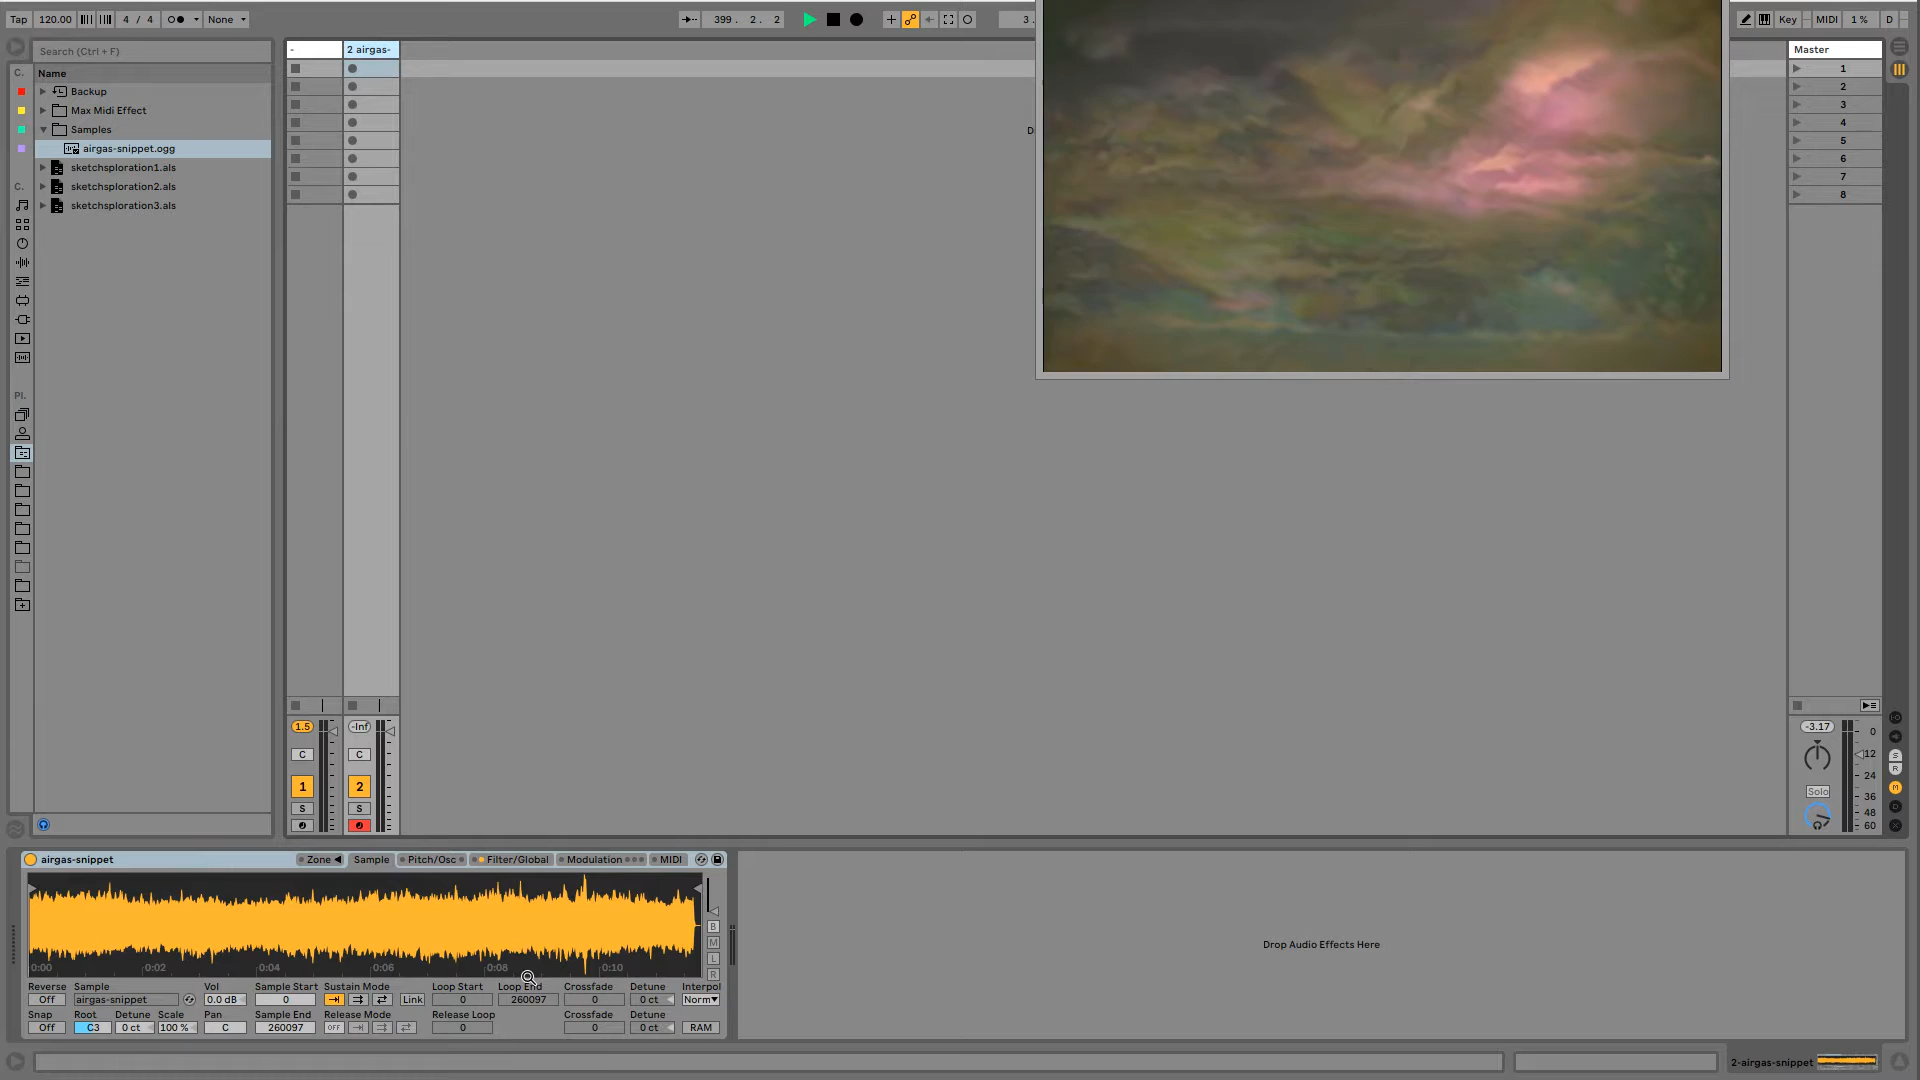 Tap 120.00 4 / 4 None 399. 2. 2 3. Key MIDI 1 % D
Search (Ctrl + F)
- 2 airgas- Master
C. Name
Backup
Max Midi Effect
Samples
airgas-snippet.ogg
sketchsploration1.als
sketchsploration2.als
sketchsploration3.als
C.
Pl.
D
1
2
3
4
5
6
7
8
1.5 -Inf -3.17
C C
1 2
S S
Solo
0
12
24
36
48
60
S
R
M
D
X
airgas-snippet Zone Sample Pitch/Osc Filter/Global Modulation MIDI
B
M
L
R
0:00 0:02 0:04 0:06 0:08 0:10
Reverse Sample Vol Sample Start Sustain Mode Loop Start Loop End Crossfade Detune Interpol
Off airgas-snippet 0.0 dB 0 Link 0 260097 0 0 ct Norm
Snap Root Detune Scale Pan Sample End Release Mode Release Loop Crossfade Detune
Off C3 0 ct 100 % C 260097 OFF 0 0 0 ct RAM
Drop Audio Effects Here
2-airgas-snippet